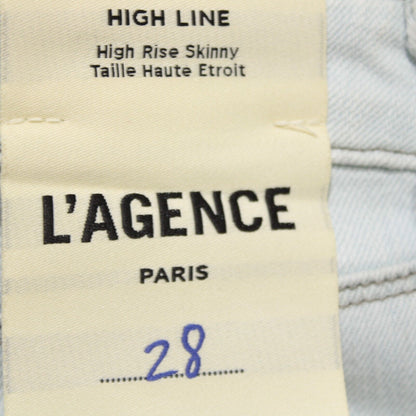 HIGH LINE
High Rise Skinny
Taille Haute Etroit
L'AGENCE
PARIS
28